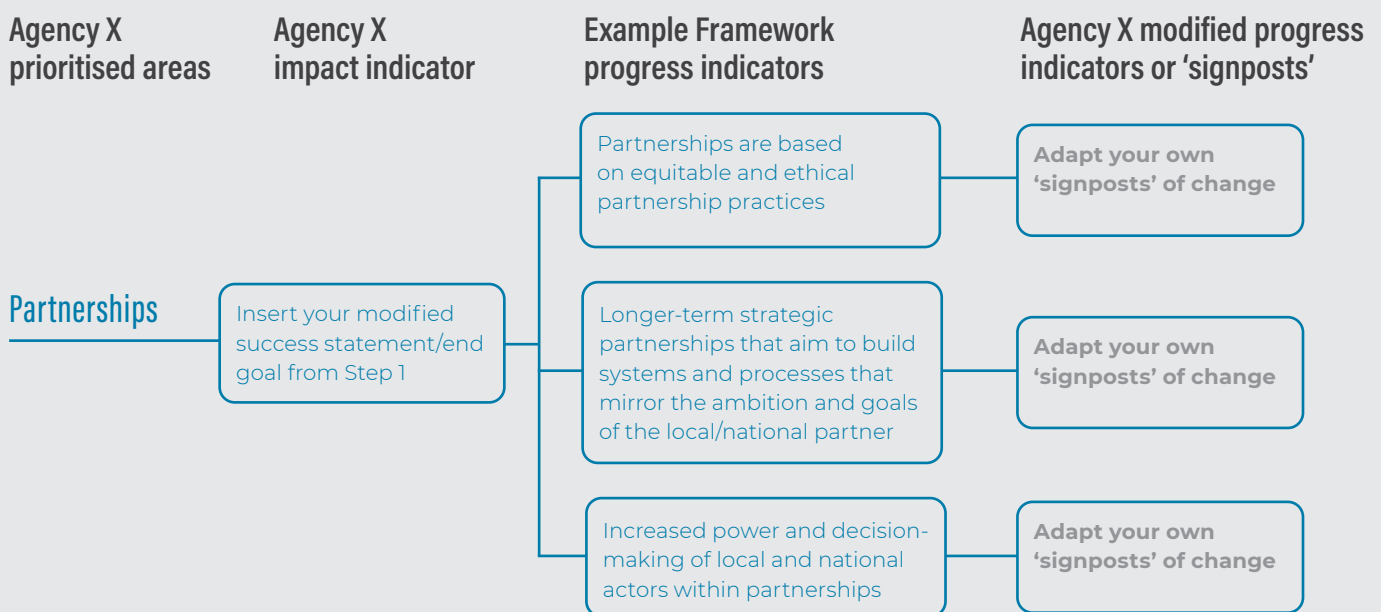 Agency X
prioritised areas
Agency X
impact indicator
Example Framework
progress indicators
Agency X modified progress
indicators or ‘signposts’
Partnerships
Insert your modified
success statement/end
goal from Step 1
Partnerships are based
on equitable and ethical
partnership practices
Adapt your own
‘signposts’ of change
Longer-term strategic
partnerships that aim to build
systems and processes that
mirror the ambition and goals
of the local/national partner
Adapt your own
‘signposts’ of change
Increased power and decision-
making of local and national
actors within partnerships
Adapt your own
‘signposts’ of change